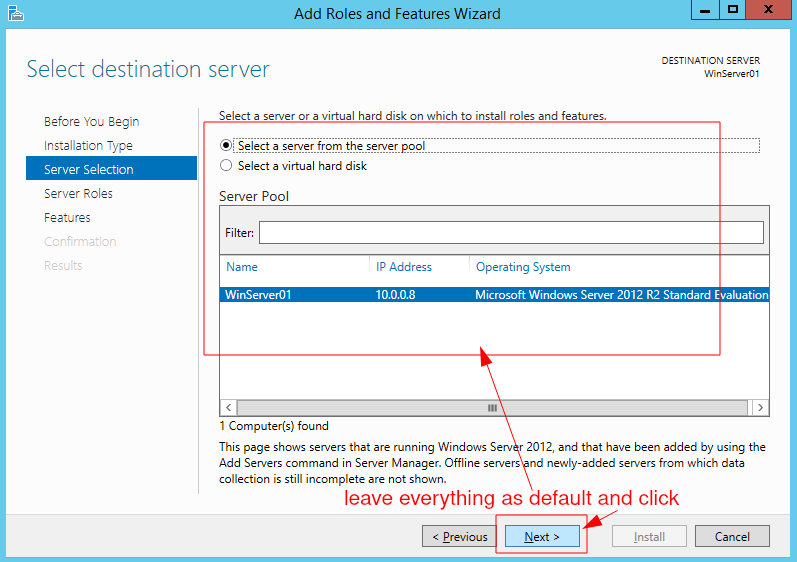 Add Roles and Features Wizard
Select destination server
DESTINATION SERVER
WinServer01
Before You Begin
Installation Type
Server Selection
Server Roles
Features
Confirmation
Results
Select a server or a virtual hard disk on which to install roles and features.
Select a server from the server pool
Select a virtual hard disk
Server Pool
Filter:
Name IP Address Operating System
WinServer01 10.0.0.8 Microsoft Windows Server 2012 R2 Standard Evaluation
1 Computer(s) found
This page shows servers that are running Windows Server 2012, and that have been added by using the
Add Servers command in Server Manager. Offline servers and newly-added servers from which data
collection is still incomplete are not shown.
leave everything as default and click
< Previous Next > Install Cancel